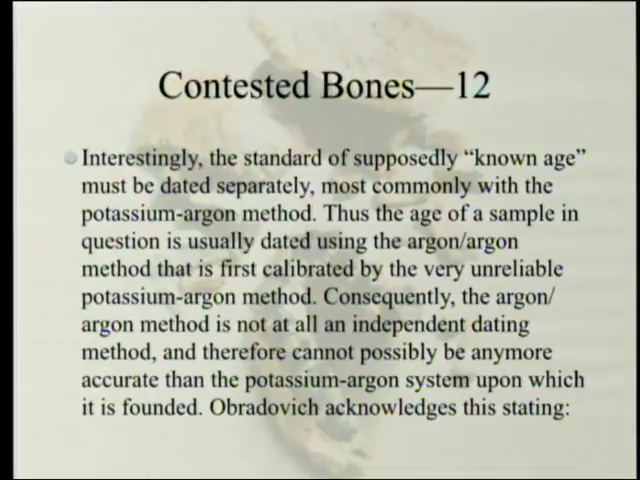 Contested Bones—12
Interestingly, the standard of supposedly “known age”
must be dated separately, most commonly with the
potassium-argon method. Thus the age of a sample in
question is usually dated using the argon/argon
method that is first calibrated by the very unreliable
potassium-argon method. Consequently, the argon/
argon method is not at all an independent dating
method, and therefore cannot possibly be anymore
accurate than the potassium-argon system upon which
it is founded. Obradovich acknowledges this stating: